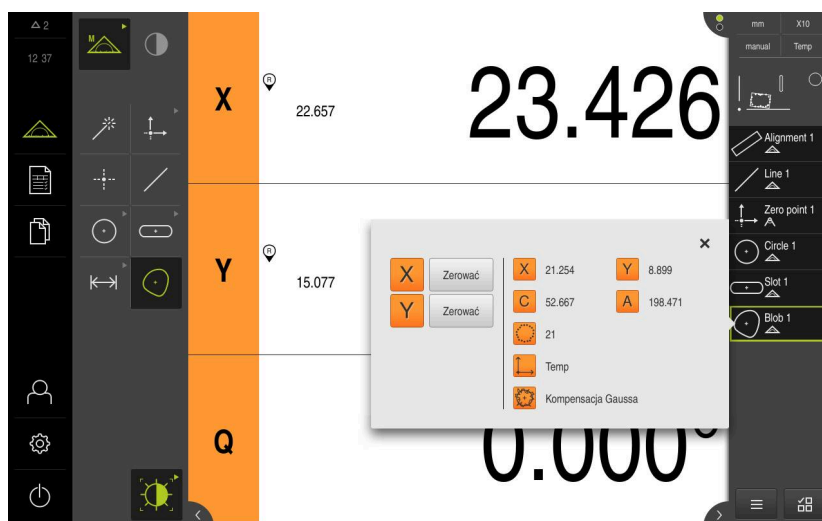 2
12 37
M
X
R
22.657
23.426
Y
R
15.077
Q
0.000°
X Zerować
Y Zerować
X 21.254 Y 8.899
C 52.667 A 198.471
21
Temp
Kompensacja Gaussa
mm X10
manual Temp
Alignment 1
Line 1
Zero point 1
Circle 1
Slot 1
Blob 1